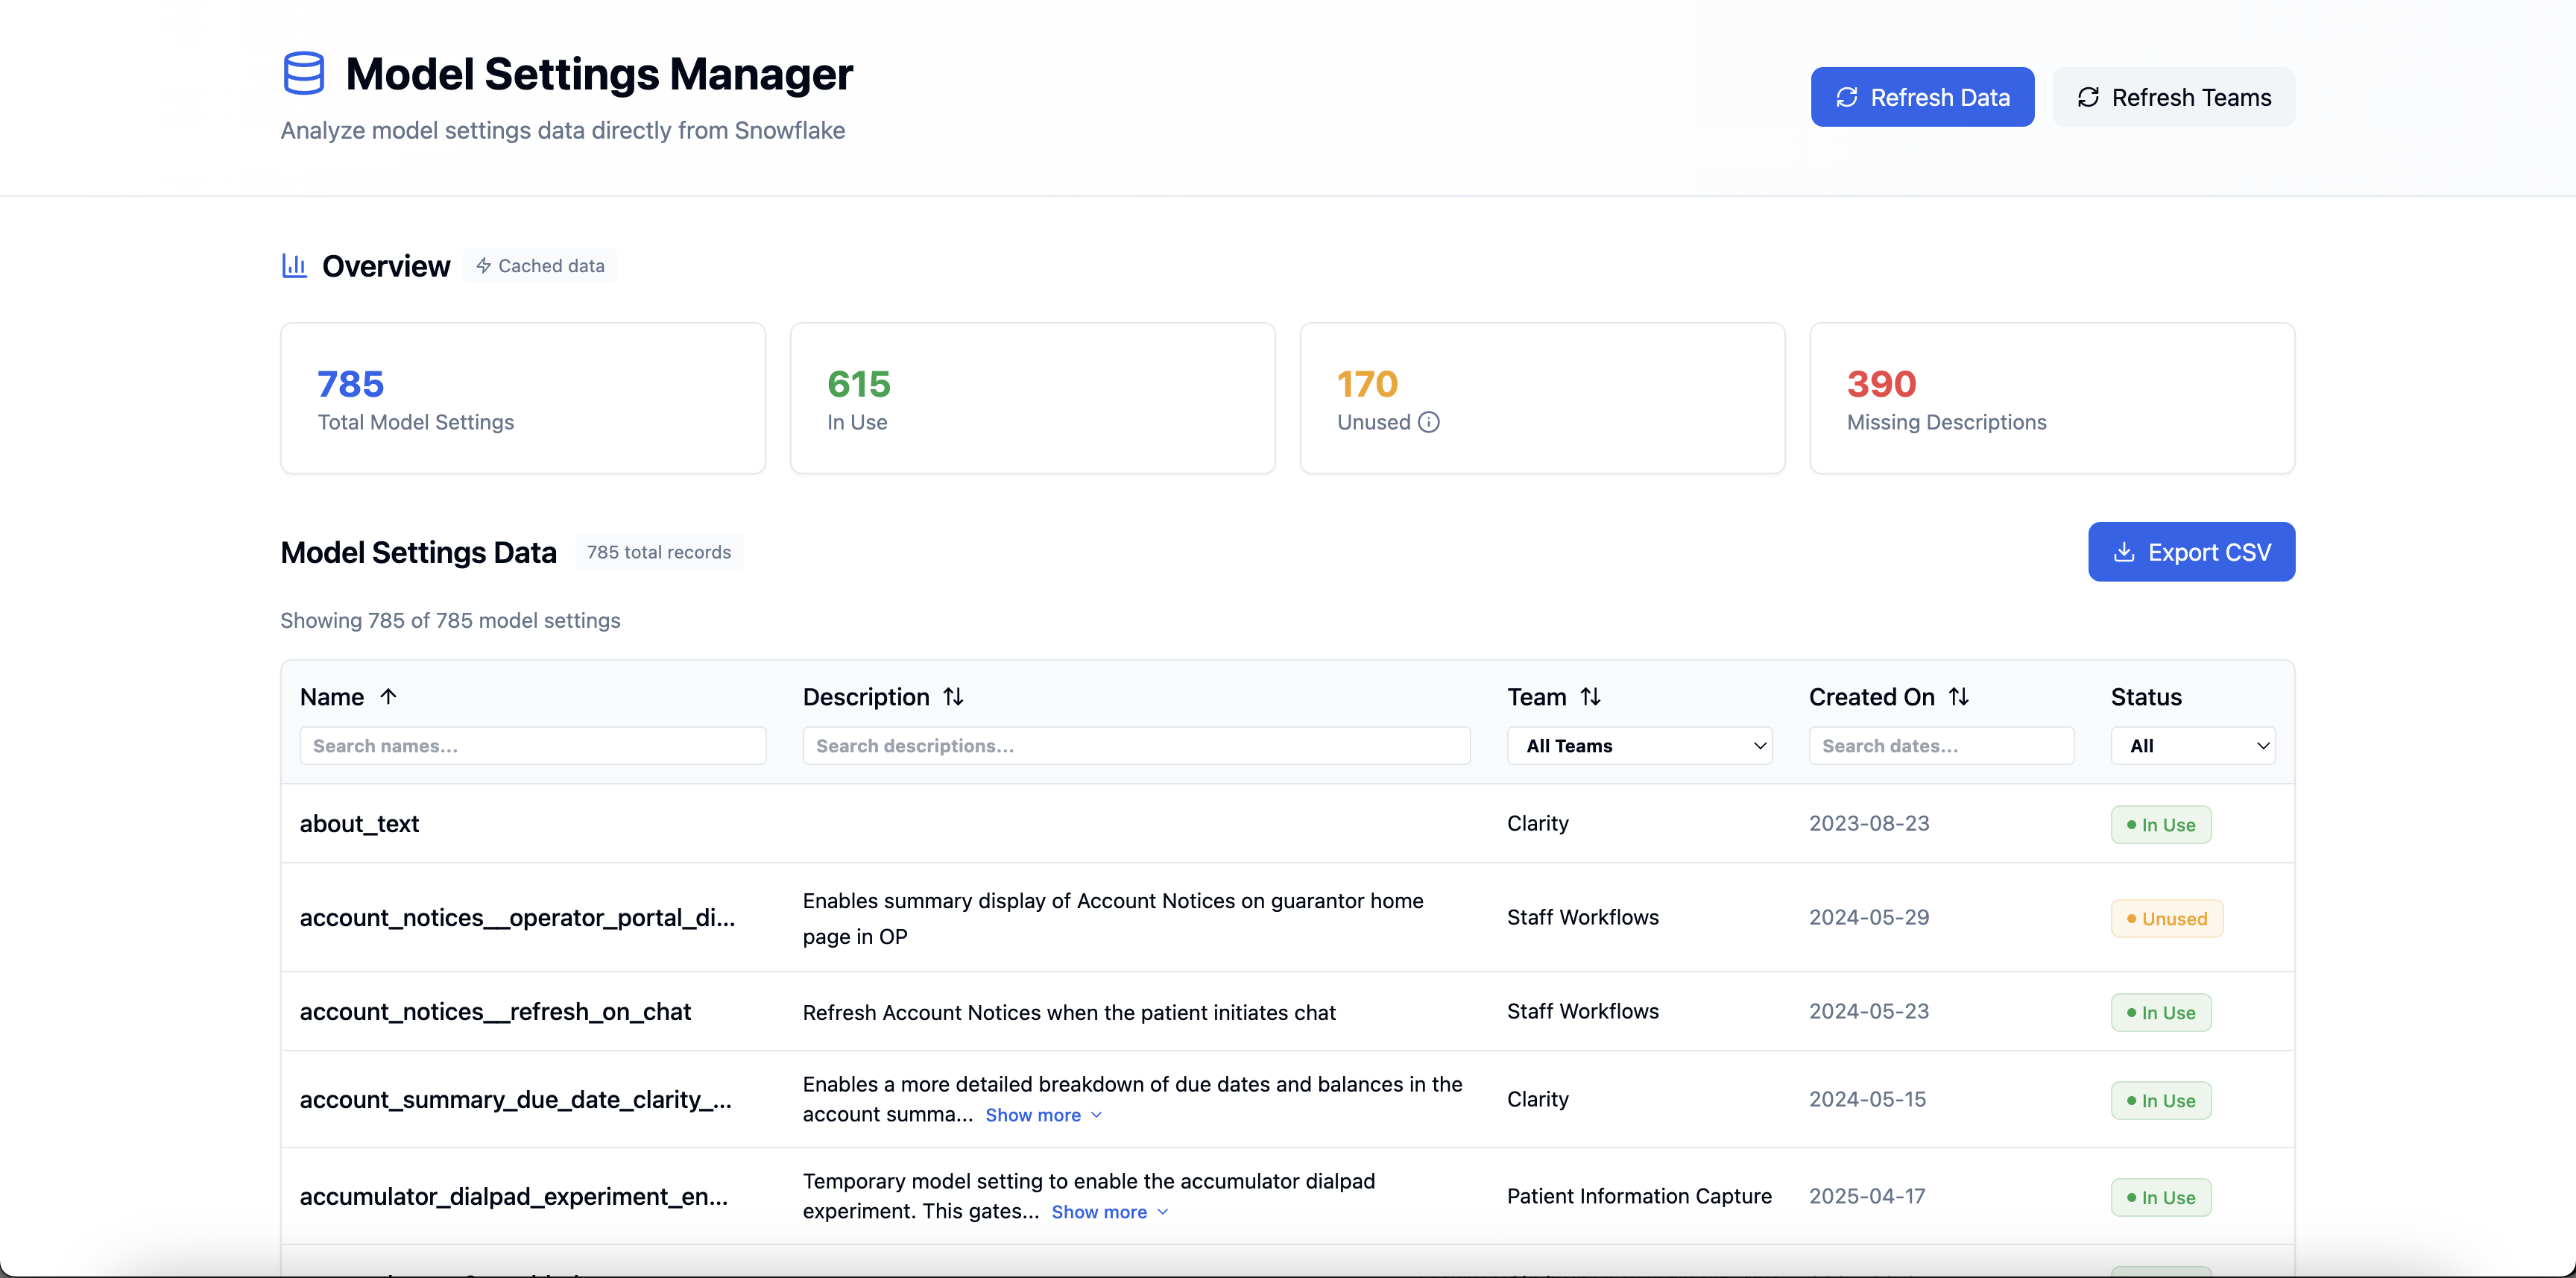 Model Settings Manager
Analyze model settings data directly from Snowflake
Refresh Data
Refresh Teams
Overview
Cached data
785
Total Model Settings
615
In Use
170
Unused
390
Missing Descriptions
Model Settings Data
785 total records
Export CSV
Showing 785 of 785 model settings
Name
Description
Team
Created On
Status
Search names...
Search descriptions...
All Teams
Search dates...
All
about_text
Clarity
2023-08-23
In Use
account_notices__operator_portal_di...
Enables summary display of Account Notices on guarantor home
page in OP
Staff Workflows
2024-05-29
Unused
account_notices__refresh_on_chat
Refresh Account Notices when the patient initiates chat
Staff Workflows
2024-05-23
In Use
account_summary_due_date_clarity_...
Enables a more detailed breakdown of due dates and balances in the
account summa... Show more
Clarity
2024-05-15
In Use
accumulator_dialpad_experiment_en...
Temporary model setting to enable the accumulator dialpad
experiment. This gates... Show more
Patient Information Capture
2025-04-17
In Use